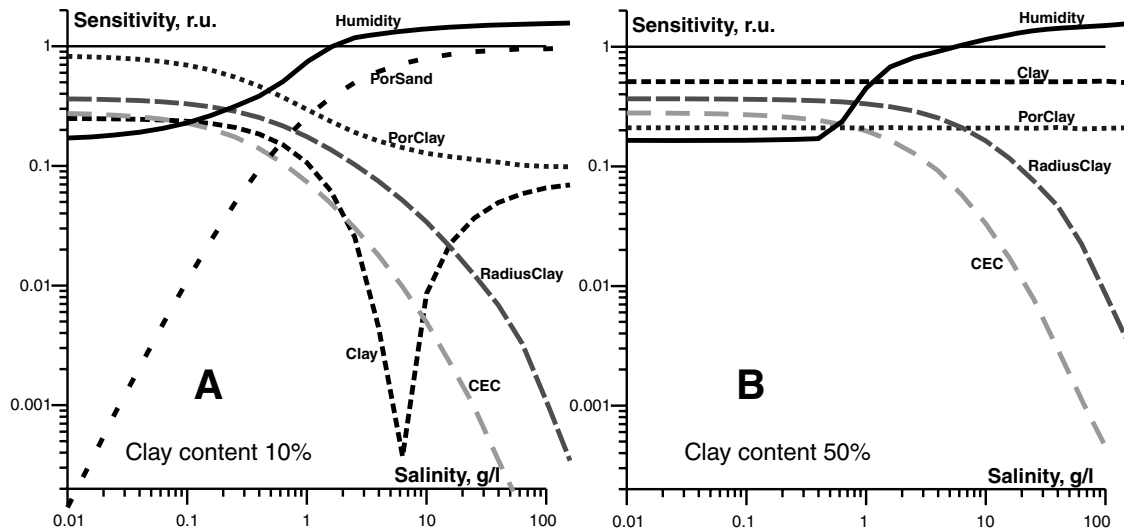 Sensitivity, r.u.
Humidity
1
PorSand
PorClay
0.1
RadiusClay
0.01
Clay
CEC
A
0.001
Clay content 10%
Salinity, g/l
0.01 0.1 1 10 100
Sensitivity, r.u.
Humidity
1
Clay
PorClay
0.1
RadiusClay
CEC
0.01
B
0.001
Clay content 50%
Salinity, g/l
0.01 0.1 1 10 100